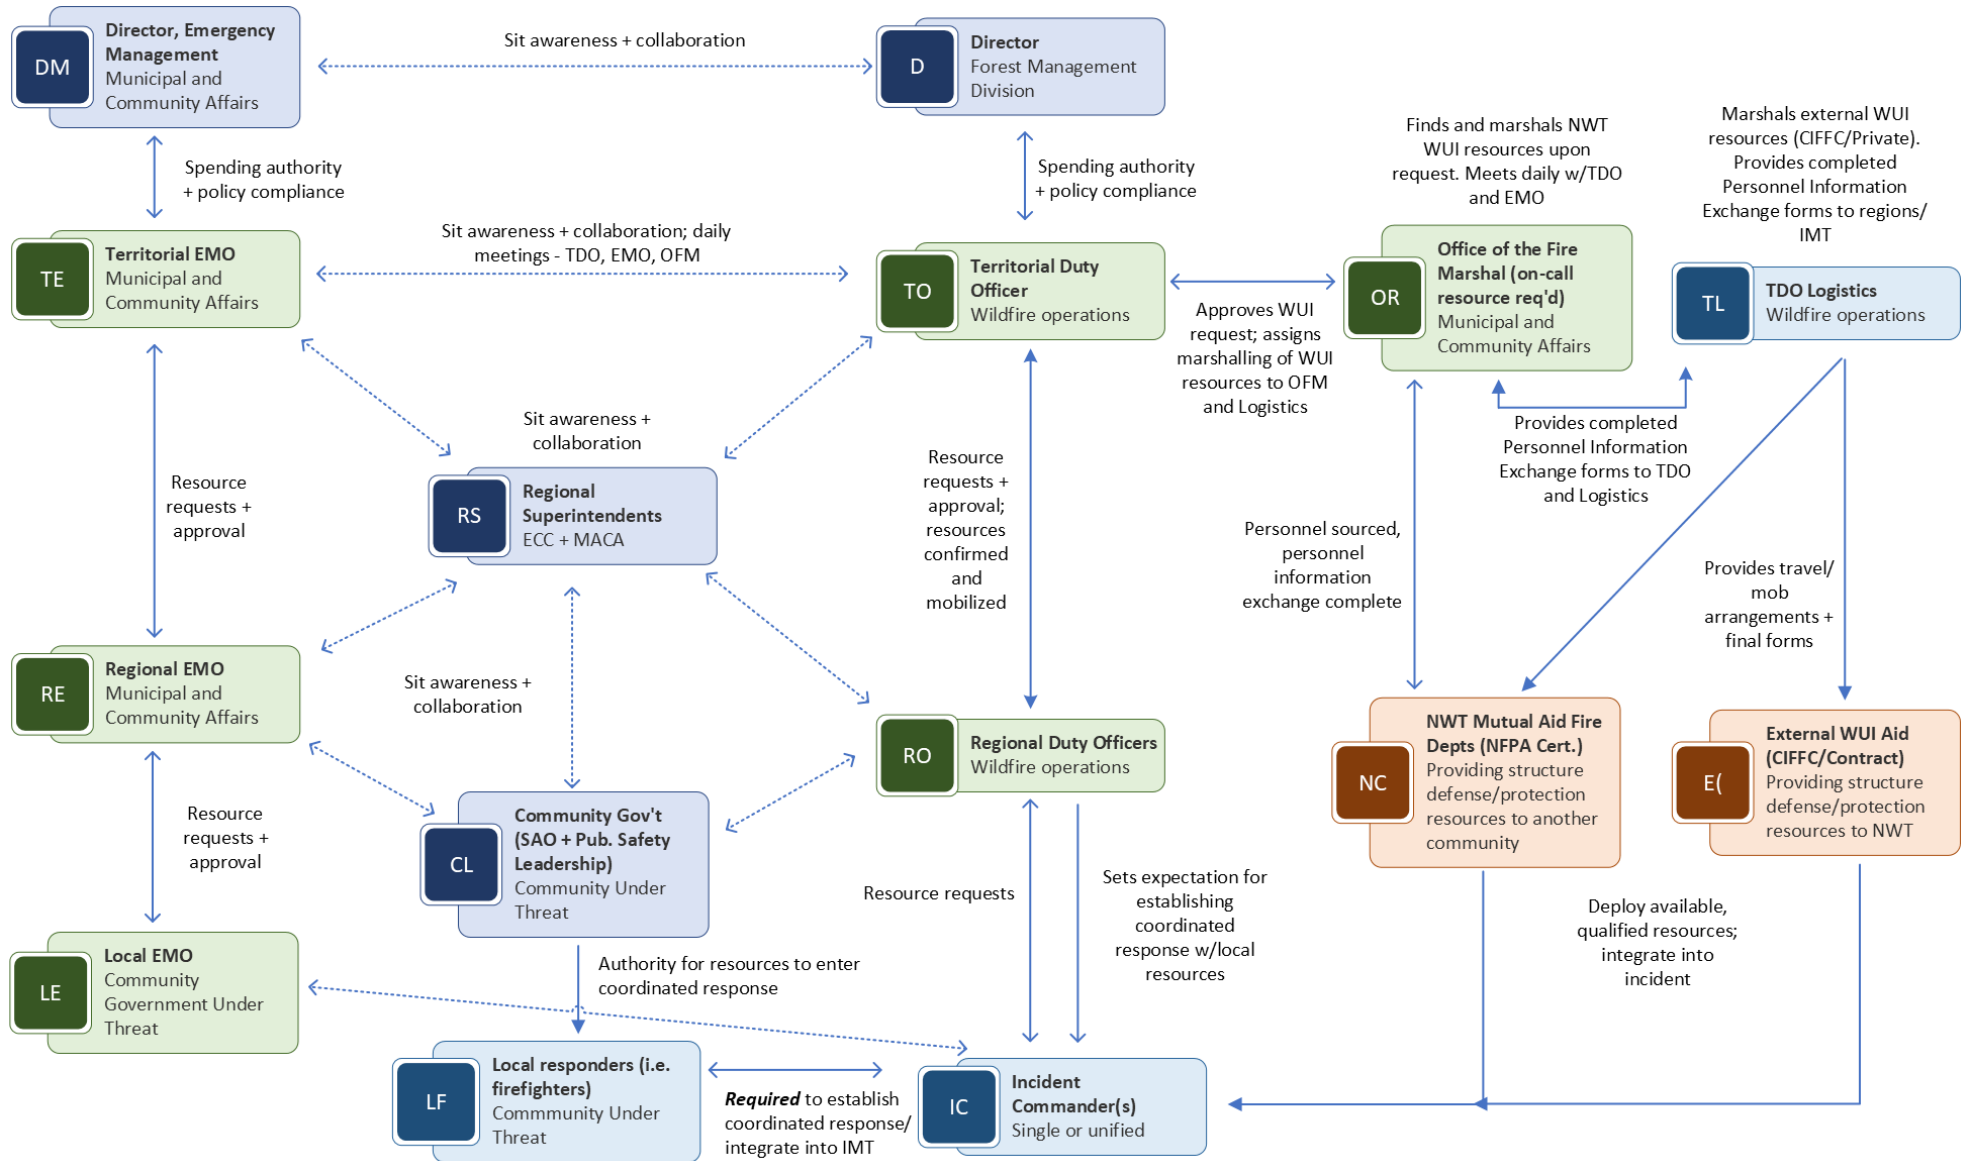 DM
Director, Emergency
Management
Municipal and
Community Affairs
Sit awareness + collaboration
D
Director
Forest Management
Division
Spending authority
+ policy compliance
Spending authority
+ policy compliance
Finds and marshals NWT
WUI resources upon
request. Meets daily w/TDO
and EMO
Marshals external WUI
resources (CIFFC/Private).
Provides completed
Personnel Information
Exchange forms to regions/
IMT
TE
Territorial EMO
Municipal and
Community Affairs
Sit awareness + collaboration; daily
meetings - TDO, EMO, OFM
TO
Territorial Duty
Officer
Wildfire operations
Approves WUI
request; assigns
marshalling of WUI
resources to OFM
and Logistics
OR
Office of the Fire
Marshal (on-call
resource req'd)
Municipal and
Community Affairs
TL
TDO Logistics
Wildfire operations
Provides completed
Personnel Information
Exchange forms to TDO
and Logistics
Resource
requests +
approval
Sit awareness +
collaboration
RS
Regional
Superintendents
ECC + MACA
Resource
requests +
approval;
resources
confirmed
and
mobilized
Personnel sourced,
personnel
information
exchange complete
Provides travel/
mob
arrangements +
final forms
RE
Regional EMO
Municipal and
Community Affairs
Sit awareness +
collaboration
RO
Regional Duty Officers
Wildfire operations
NC
NWT Mutual Aid Fire
Depts (NFPA Cert.)
Providing structure
defense/protection
resources to another
community
E(
External WUI Aid
(CIFFC/Contract)
Providing structure
defense/protection
resources to NWT
Resource
requests +
approval
CL
Community Gov't
(SAO + Pub. Safety
Leadership)
Community Under
Threat
Resource requests
Sets expectation for
establishing
coordinated
response w/local
resources
Deploy available,
qualified resources;
integrate into
incident
LE
Local EMO
Community
Government Under
Threat
Authority for resources to enter
coordinated response
LF
Local responders (i.e.
firefighters)
Commmunity Under
Threat
Required to establish
coordinated response/
integrate into IMT
IC
Incident
Commander(s)
Single or unified